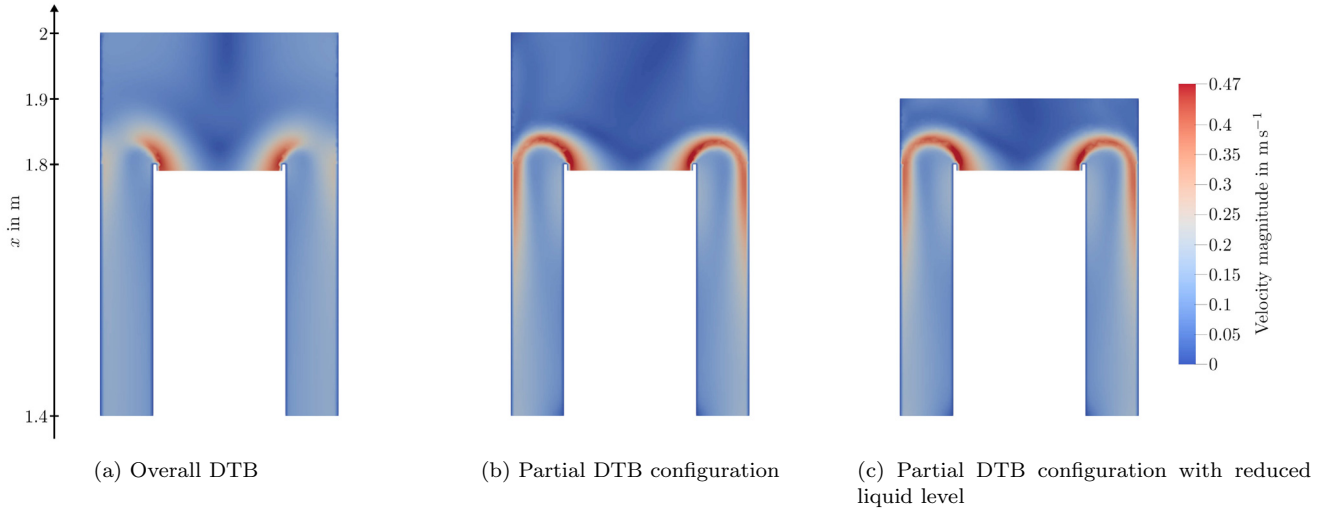 2
1.9
1.8
1.4
x in m
0.47
0.4
0.35
0.3
0.25
0.2
0.15
0.1
0.05
0
Velocity magnitude in m s⁻¹
(a) Overall DTB
(b) Partial DTB configuration
(c) Partial DTB configuration with reduced
liquid level